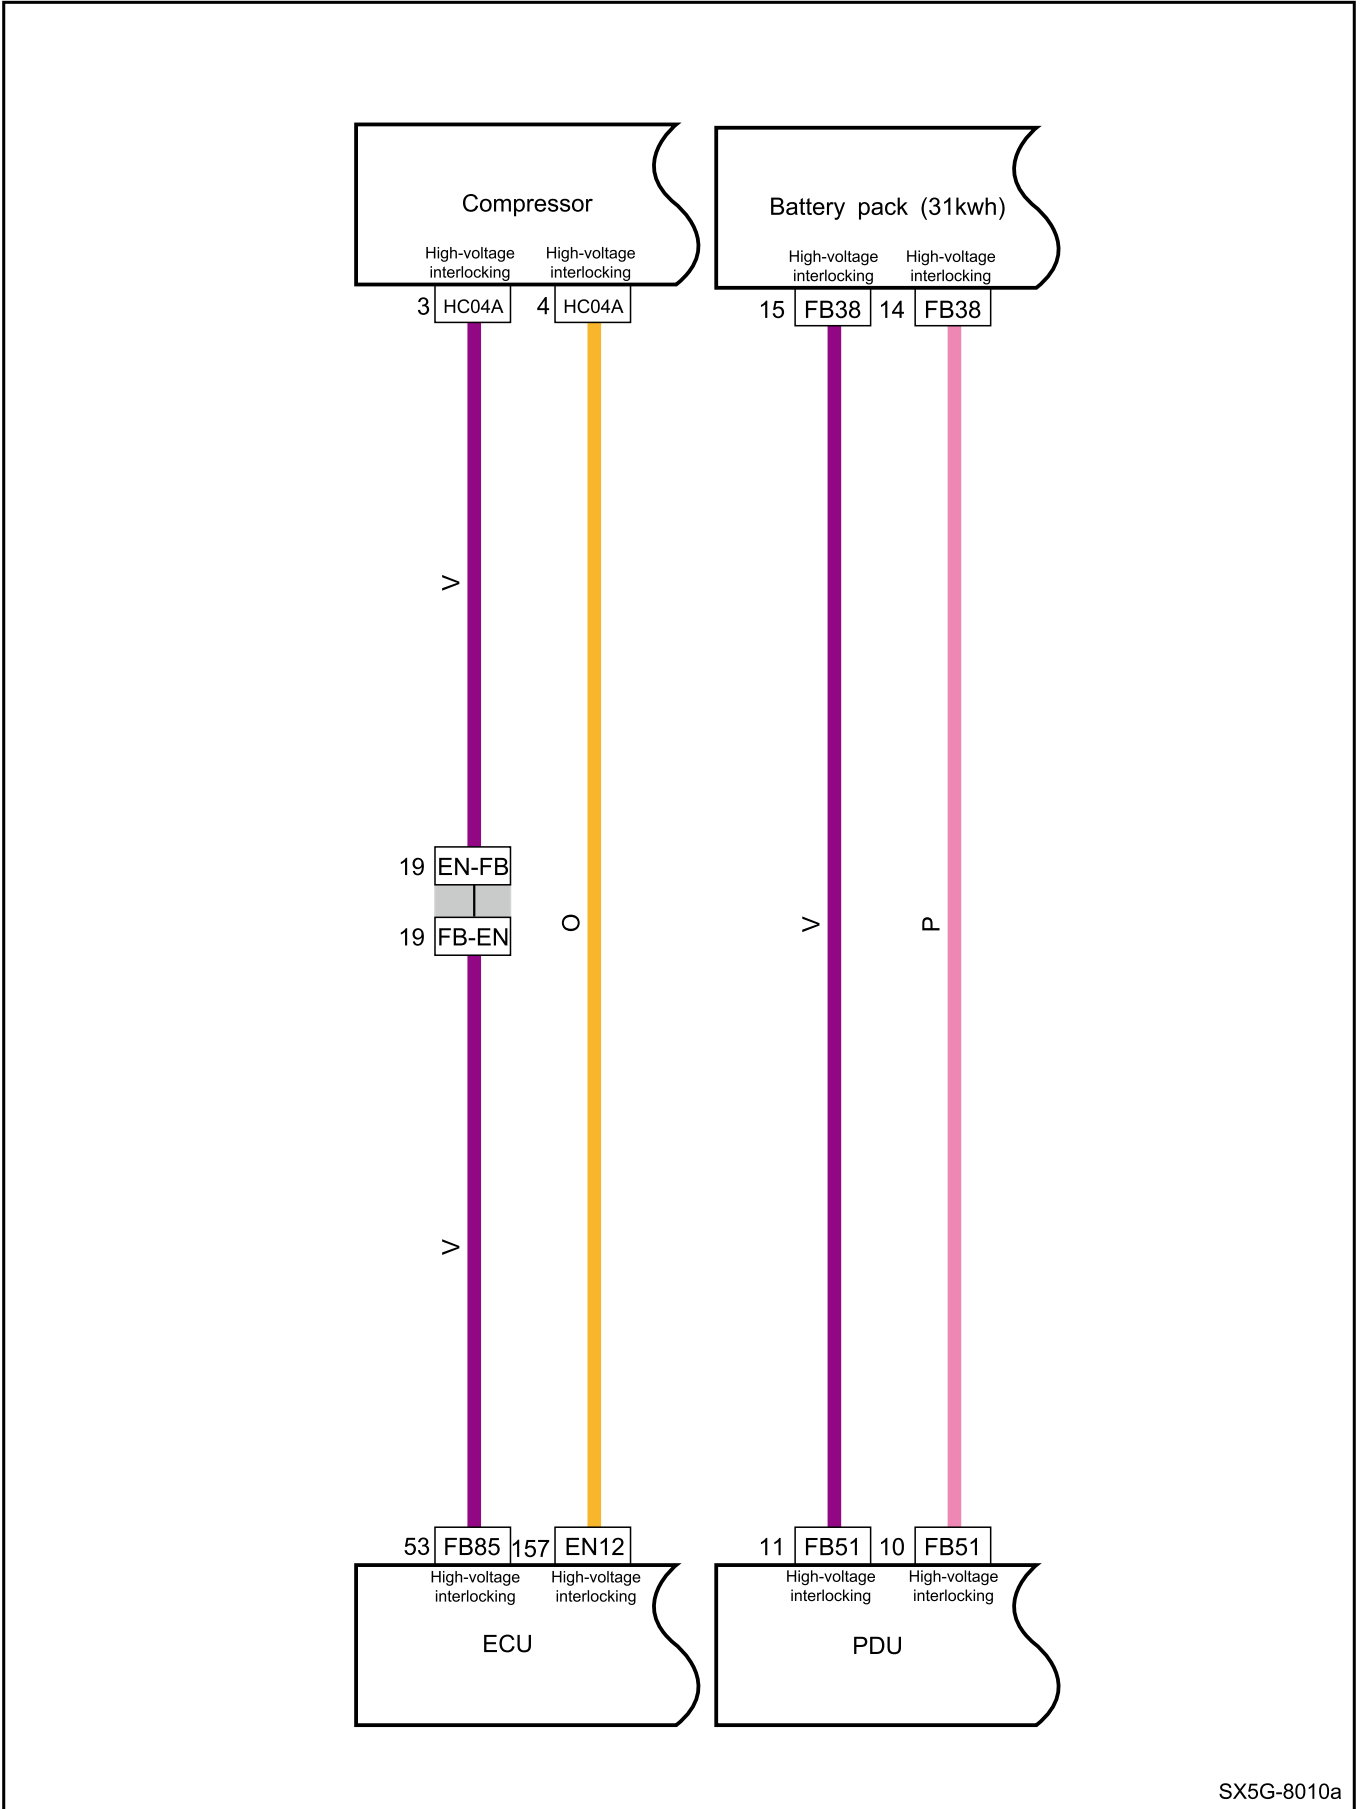 Compressor
Battery pack (31kwh)
High-voltage interlocking
High-voltage interlocking
High-voltage interlocking
High-voltage interlocking
3 HC04A
4 HC04A
15 FB38
14 FB38
V
19 EN-FB
19 FB-EN
O
V
P
V
53 FB85
157 EN12
11 FB51
10 FB51
High-voltage interlocking
High-voltage interlocking
High-voltage interlocking
High-voltage interlocking
ECU
PDU
SX5G-8010a